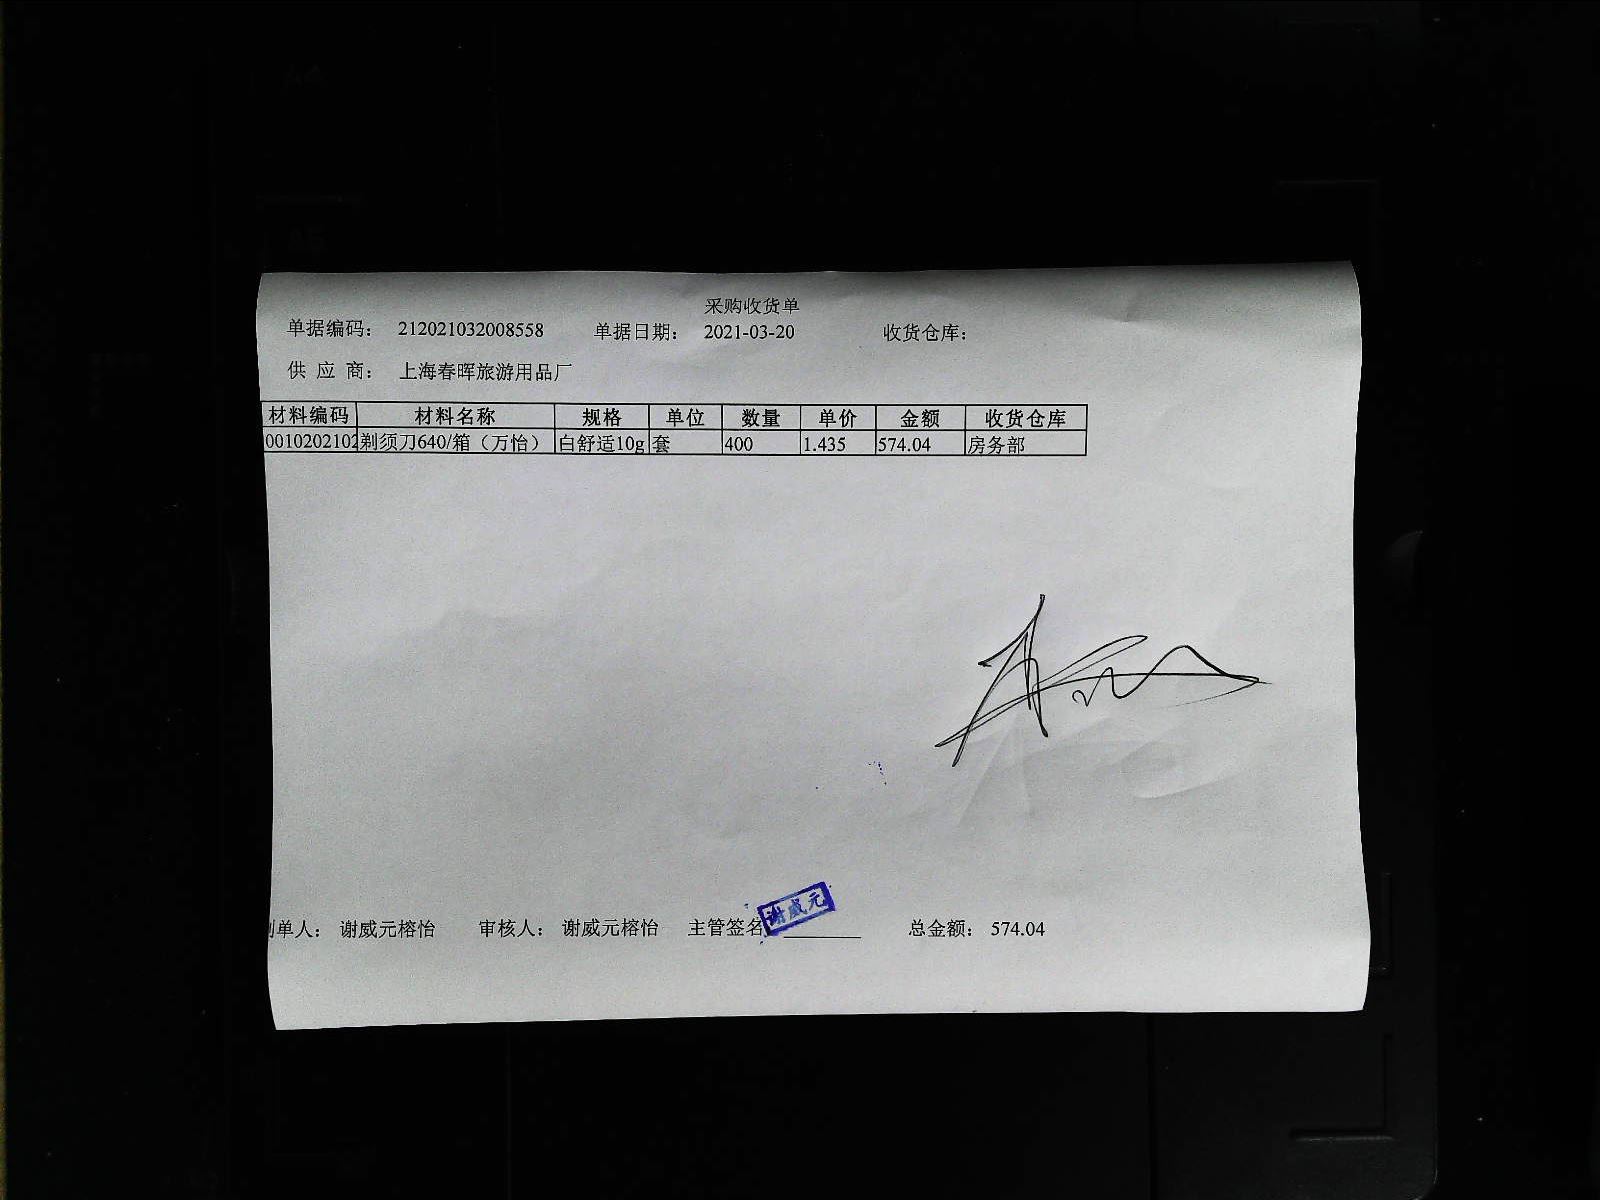 采购收货单
单据编码： 212021032008558 单据日期： 2021-03-20 收货仓库：
供 应 商： 上海春晖旅游用品厂
材料编码 材料名称 规格 单位 数量 单价 金额 收货仓库
0010202102 剃须刀640/箱（万怡） 白舒适10g 套 400 1.435 574.04 房务部
制单人： 谢威元榕怡 审核人： 谢威元榕怡 主管签名 总金额： 574.04
谢威元